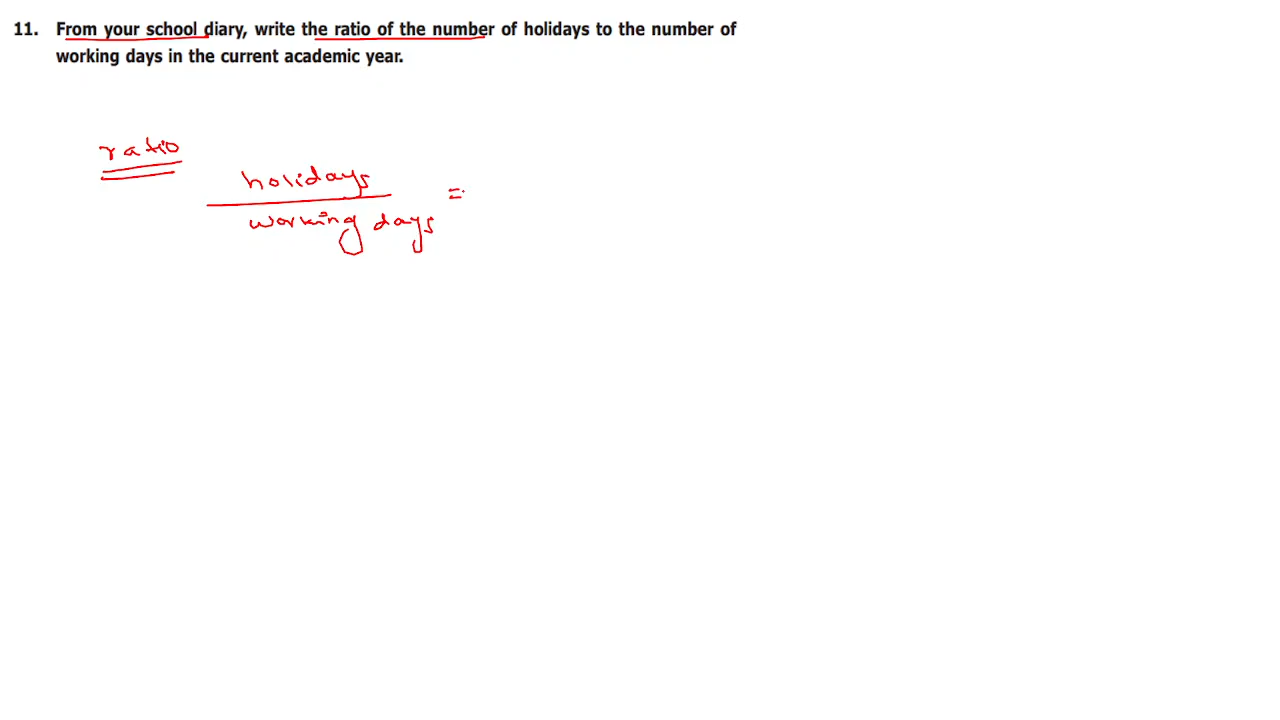 11. From your school diary, write the ratio of the number of holidays to the number of
working days in the current academic year.
ratio
holidays
working days =